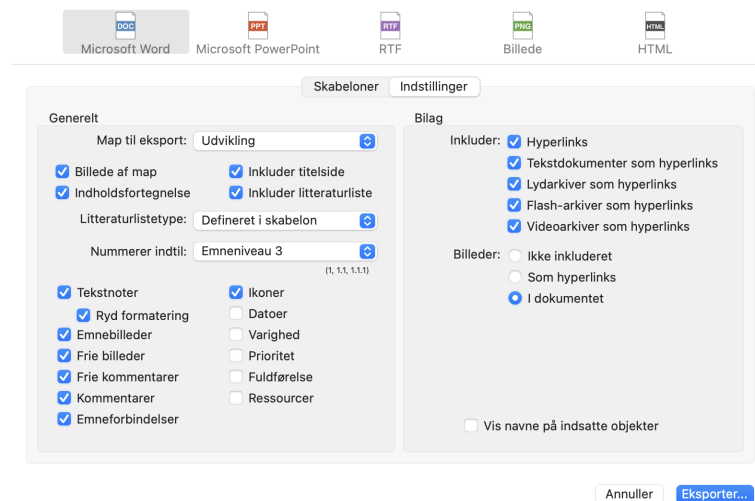 DOC PPT RTF PNG HTML
Microsoft Word Microsoft PowerPoint RTF Billede HTML
Skabeloner Indstillinger
Generelt
Map til eksport: Udvikling
Billede af map Inkluder titelside
Indholdsfortegnelse Inkluder litteraturliste
Litteraturlistetype: Defineret i skabelon
Nummerer indtil: Emneniveau 3
(1, 1.1, 1.1.1)
Tekstnoter Ikoner
Ryd formatering Datoer
Emnebilleder Varighed
Frie billeder Prioritet
Frie kommentarer Fuldførelse
Kommentarer Ressourcer
Emneforbindelser
Bilag
Inkluder: Hyperlinks
Tekstdokumenter som hyperlinks
Lydarkiver som hyperlinks
Flash-arkiver som hyperlinks
Videoarkiver som hyperlinks
Billeder: Ikke inkluderet
Som hyperlinks
I dokumentet
Vis navne på indsatte objekter
Annuller Eksporter...